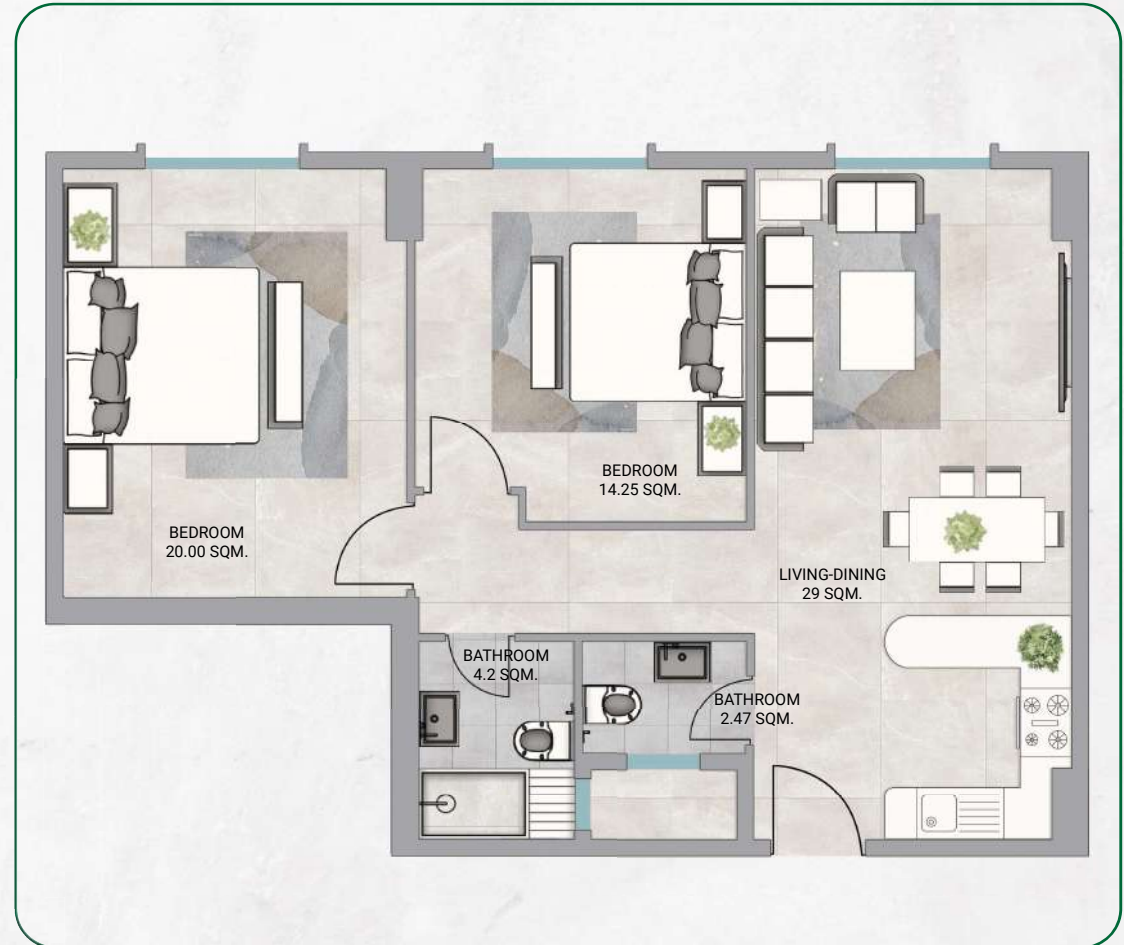 BEDROOM
14.25 SQM.
BEDROOM
20.00 SQM.
LIVING-DINING
29 SQM.
BATHROOM
4.2 SQM.
BATHROOM
2.47 SQM.